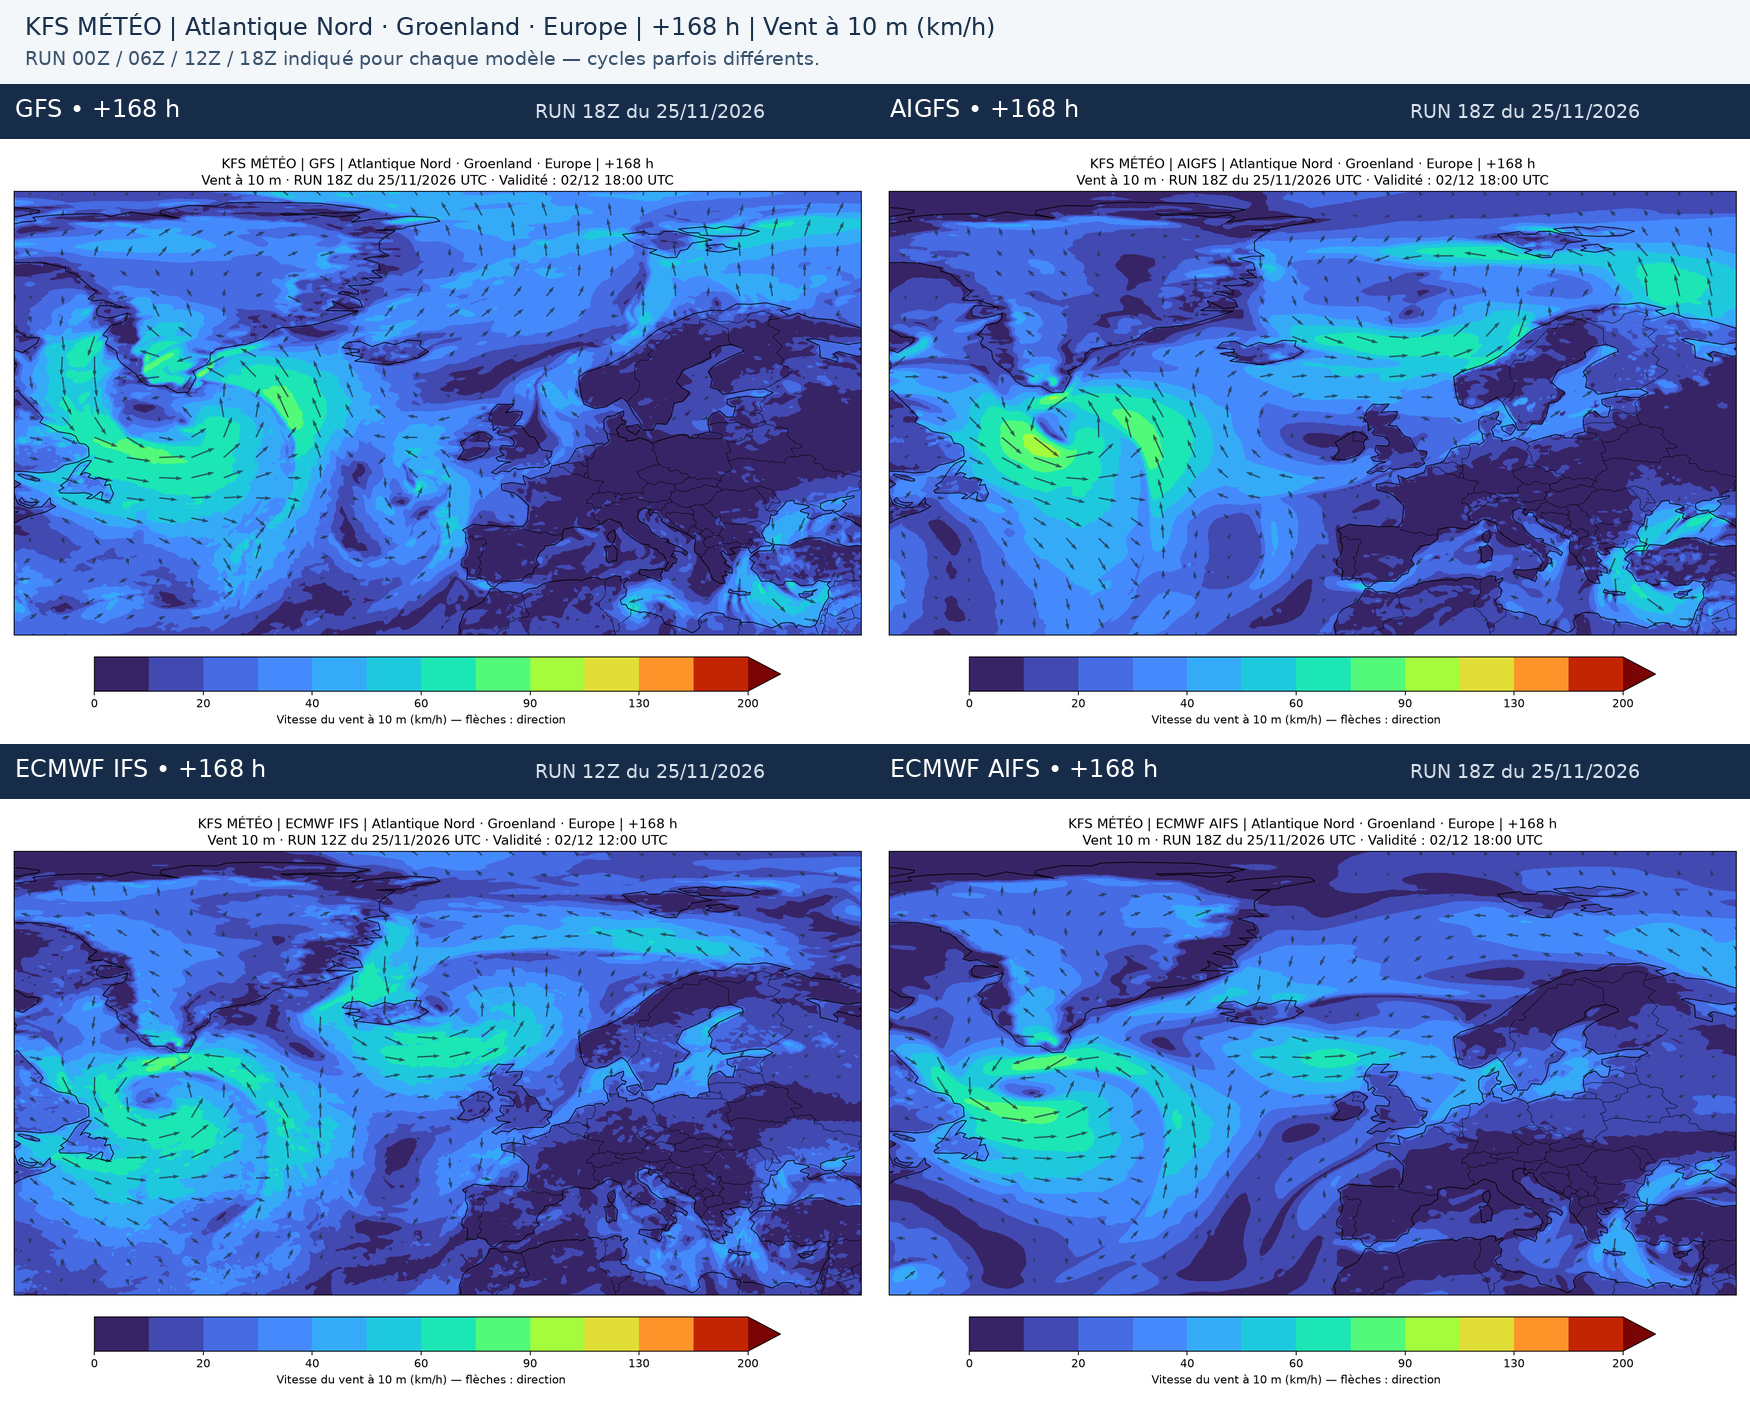 KFS MÉTÉO | Atlantique Nord · Groenland · Europe | +168 h | Vent à 10 m (km/h)
RUN 00Z / 06Z / 12Z / 18Z indiqué pour chaque modèle — cycles parfois différents.
GFS • +168 h
RUN 18Z du 25/11/2026
KFS MÉTÉO | GFS | Atlantique Nord · Groenland · Europe | +168 h
Vent à 10 m · RUN 18Z du 25/11/2026 UTC · Validité : 02/12 18:00 UTC
0 20 40 60 90 130 200
Vitesse du vent à 10 m (km/h) — flèches : direction
AIGFS • +168 h
RUN 18Z du 25/11/2026
KFS MÉTÉO | AIGFS | Atlantique Nord · Groenland · Europe | +168 h
Vent à 10 m · RUN 18Z du 25/11/2026 UTC · Validité : 02/12 18:00 UTC
0 20 40 60 90 130 200
Vitesse du vent à 10 m (km/h) — flèches : direction
ECMWF IFS • +168 h
RUN 12Z du 25/11/2026
KFS MÉTÉO | ECMWF IFS | Atlantique Nord · Groenland · Europe | +168 h
Vent 10 m · RUN 12Z du 25/11/2026 UTC · Validité : 02/12 12:00 UTC
0 20 40 60 90 130 200
Vitesse du vent à 10 m (km/h) — flèches : direction
ECMWF AIFS • +168 h
RUN 18Z du 25/11/2026
KFS MÉTÉO | ECMWF AIFS | Atlantique Nord · Groenland · Europe | +168 h
Vent 10 m · RUN 18Z du 25/11/2026 UTC · Validité : 02/12 18:00 UTC
0 20 40 60 90 130 200
Vitesse du vent à 10 m (km/h) — flèches : direction